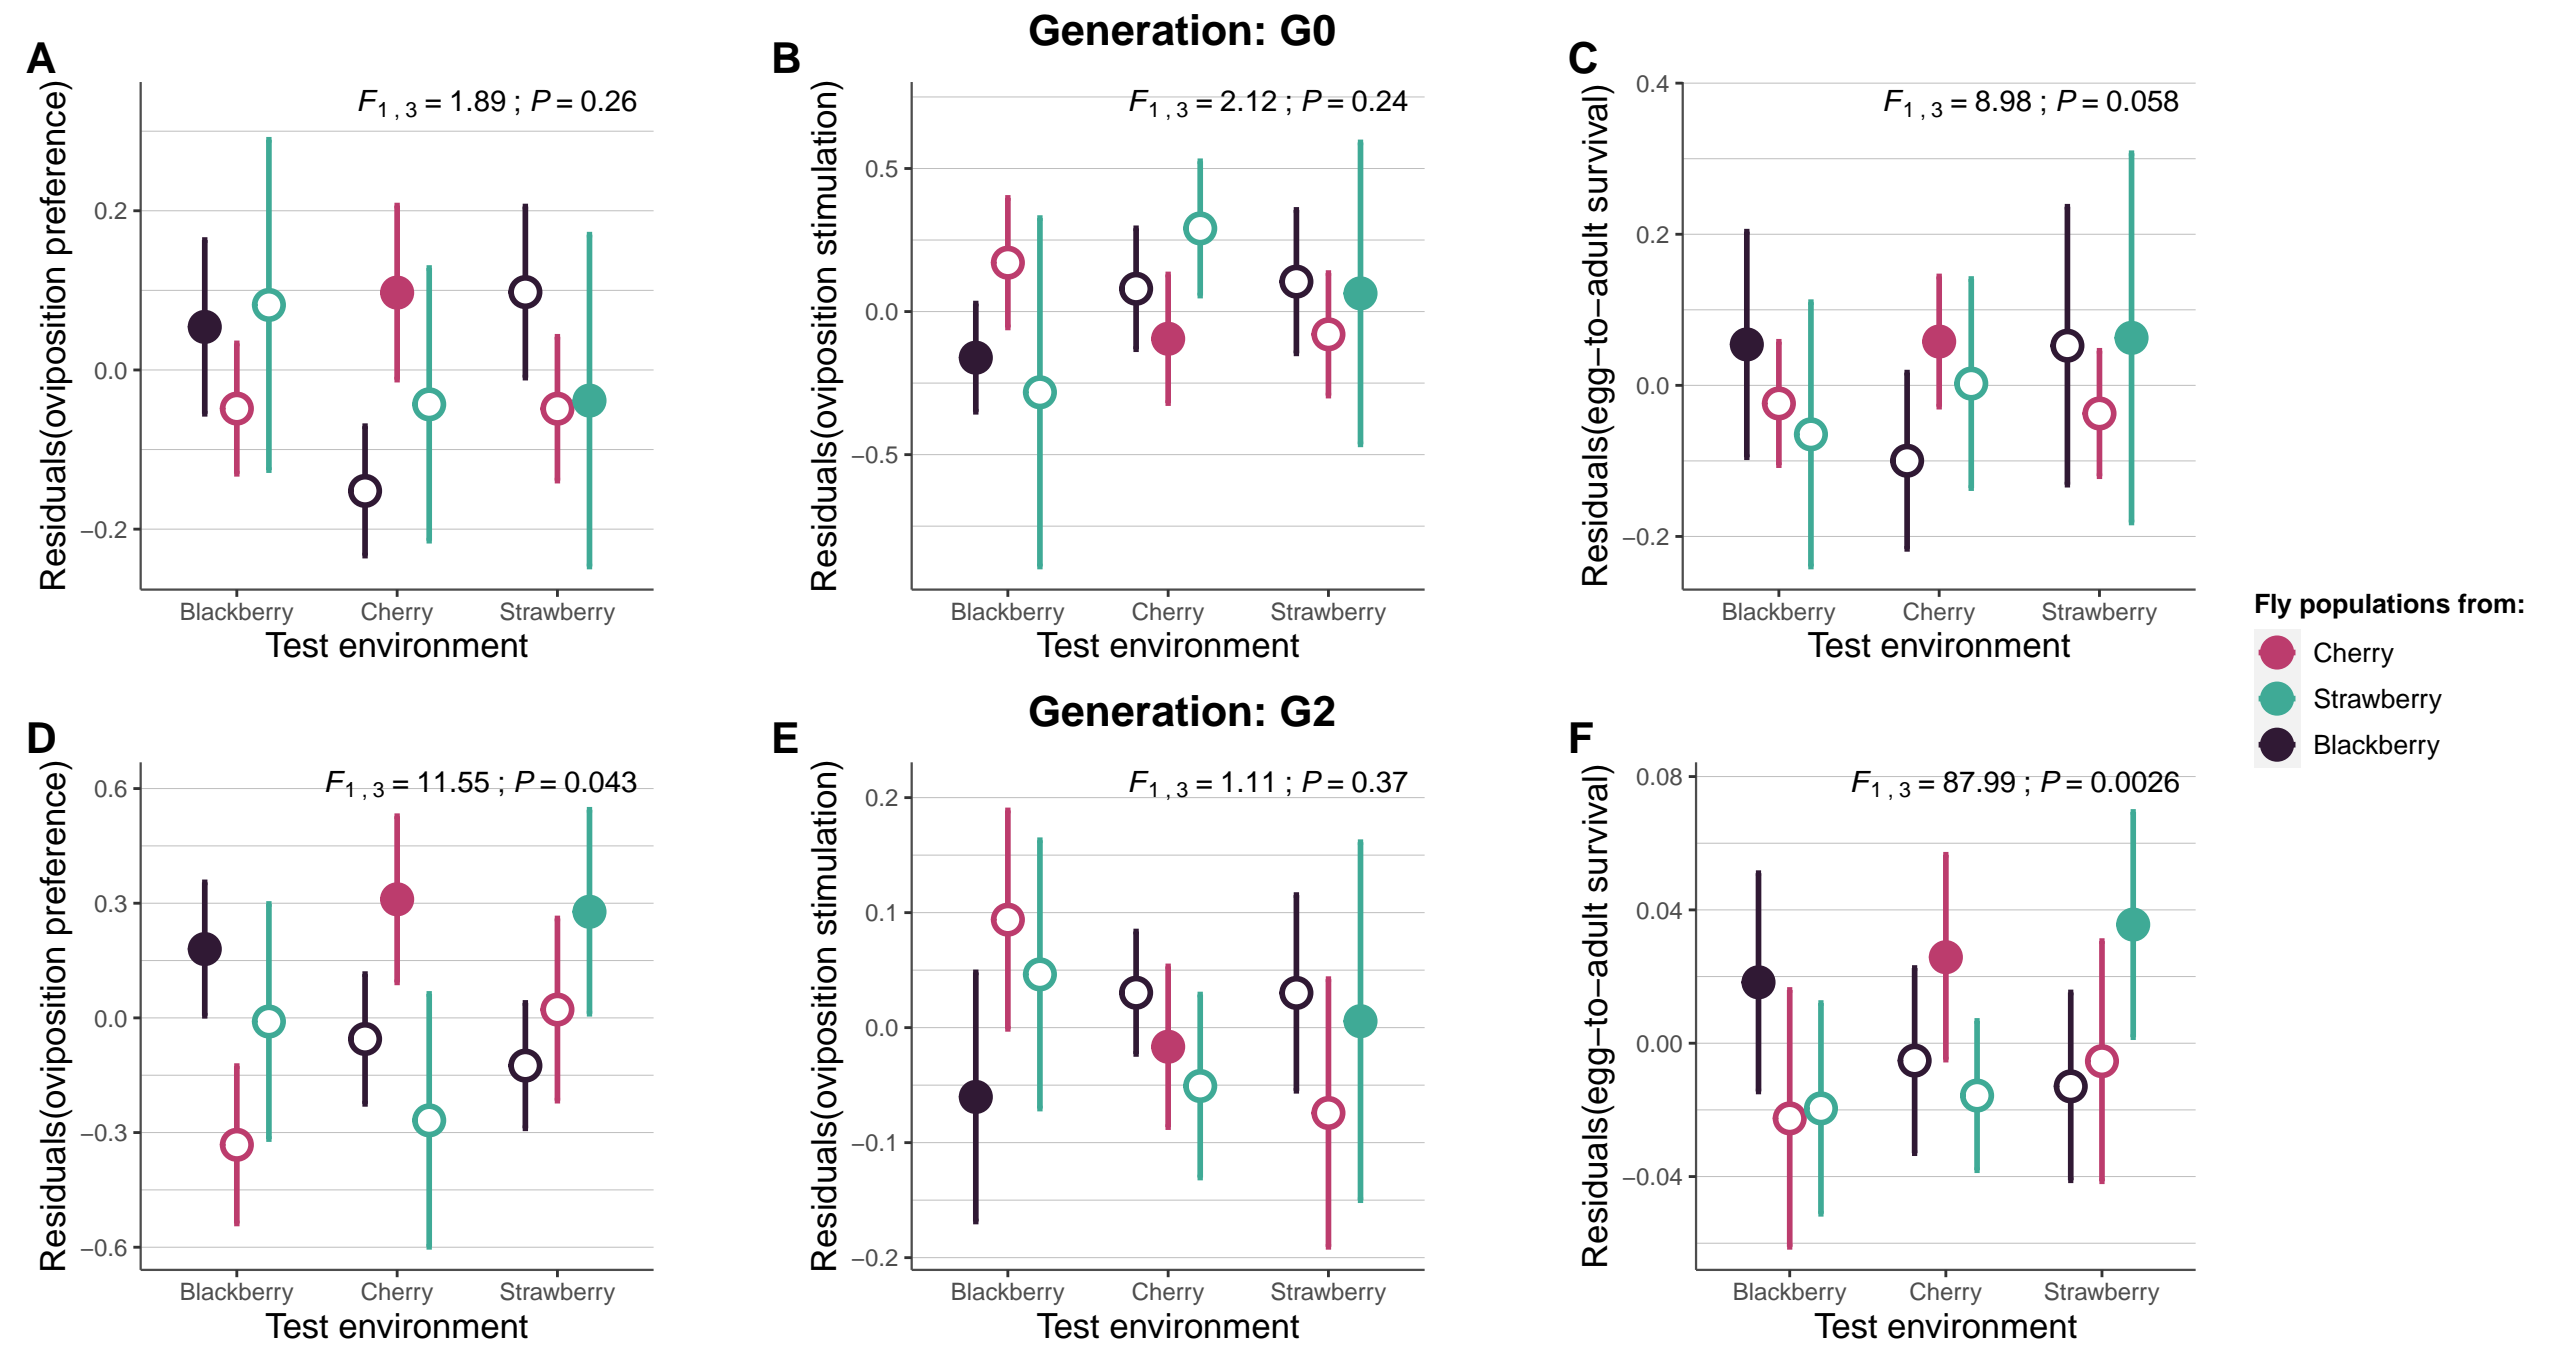 Generation: G0
A
Residuals(oviposition preference)
F1 , 3 = 1.89 ; P = 0.26
0.2
0.0
−0.2
Blackberry Cherry Strawberry
Test environment
B
Residuals(oviposition stimulation)
F1 , 3 = 2.12 ; P = 0.24
0.5
0.0
−0.5
Blackberry Cherry Strawberry
Test environment
C
Residuals(egg−to−adult survival)
F1 , 3 = 8.98 ; P = 0.058
0.4
0.2
0.0
−0.2
Blackberry Cherry Strawberry
Test environment
Fly populations from:
Cherry
Strawberry
Blackberry
Generation: G2
D
Residuals(oviposition preference)
F1 , 3 = 11.55 ; P = 0.043
0.6
0.3
0.0
−0.3
−0.6
Blackberry Cherry Strawberry
Test environment
E
Residuals(oviposition stimulation)
F1 , 3 = 1.11 ; P = 0.37
0.2
0.1
0.0
−0.1
−0.2
Blackberry Cherry Strawberry
Test environment
F
Residuals(egg−to−adult survival)
F1 , 3 = 87.99 ; P = 0.0026
0.08
0.04
0.00
−0.04
Blackberry Cherry Strawberry
Test environment